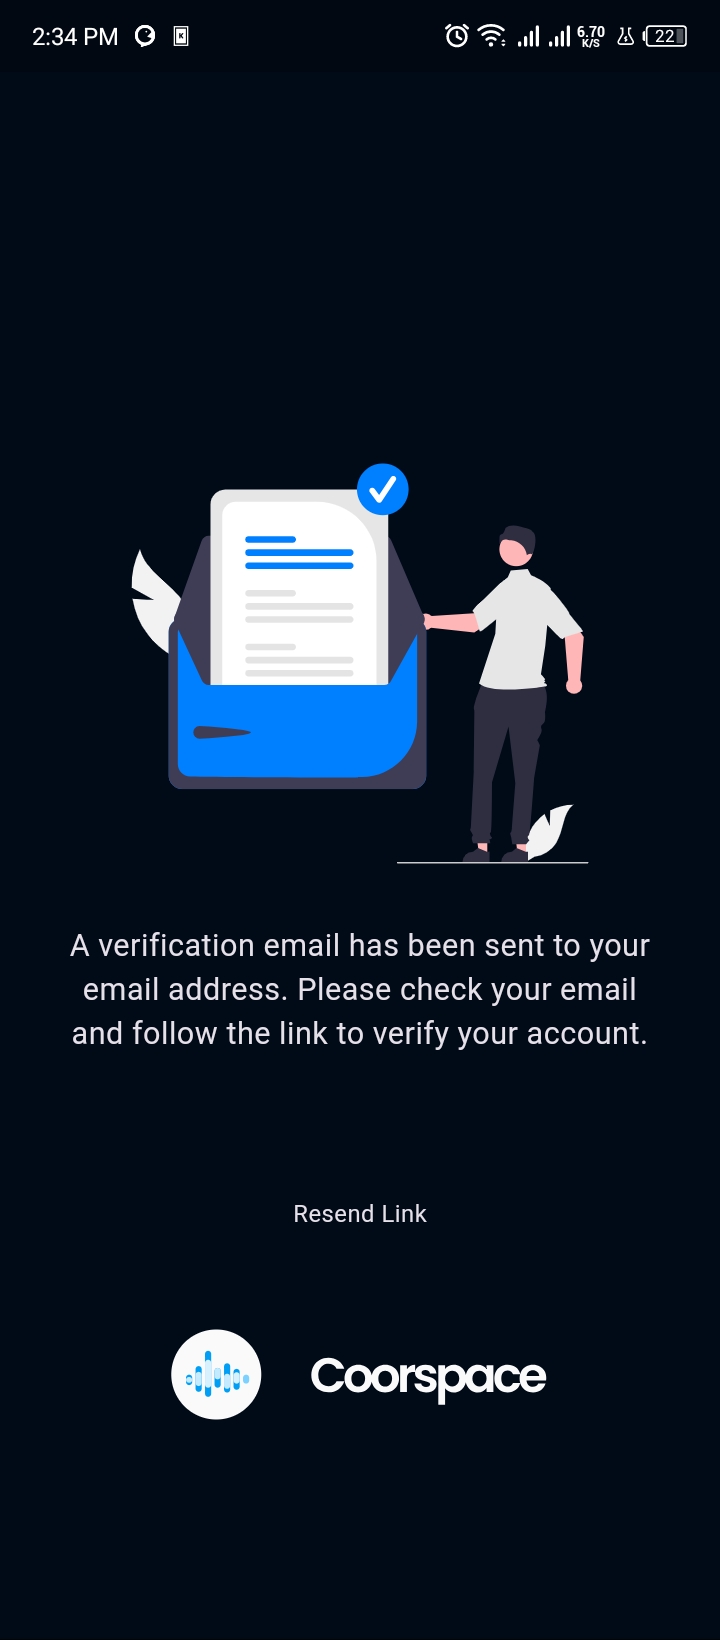 2:34 PM
6.70
K/S
22
A verification email has been sent to your
email address. Please check your email
and follow the link to verify your account.
Resend Link
Coorspace